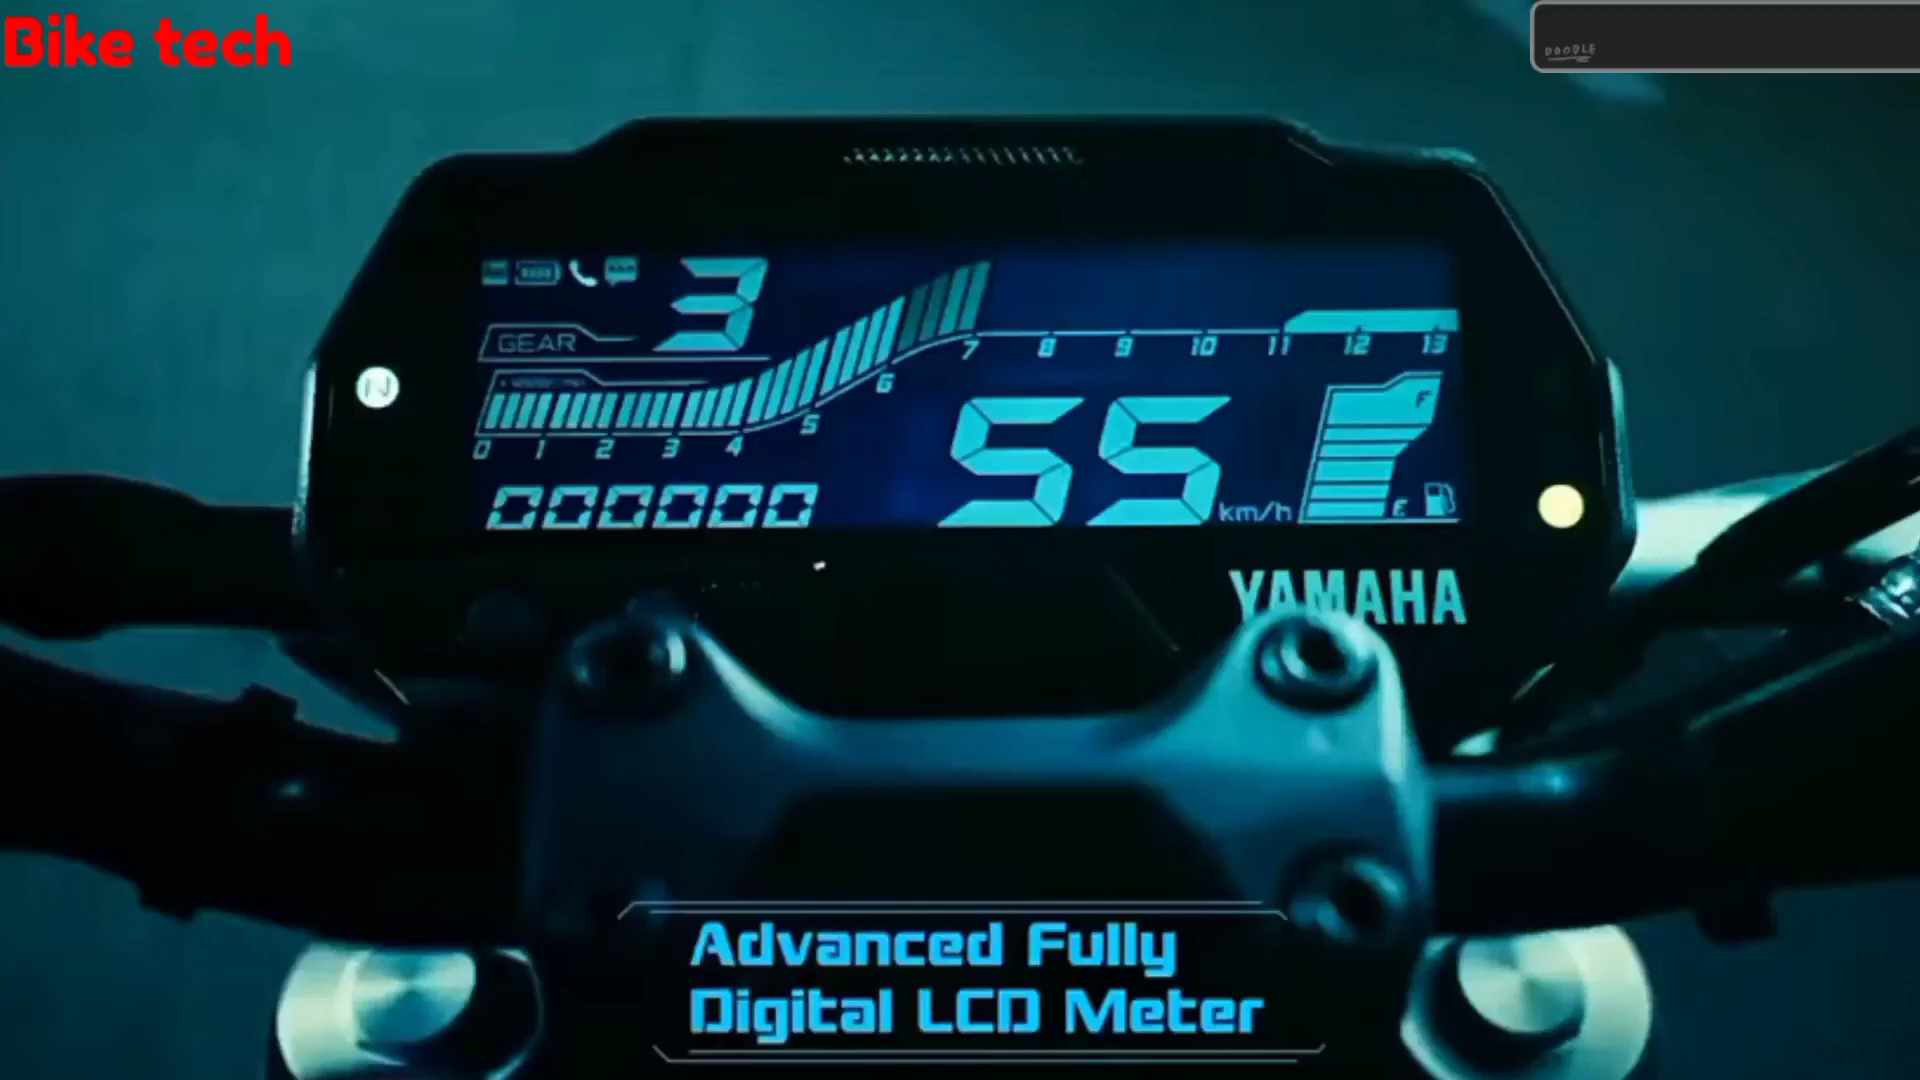 Bike tech
DOODLE
3
GEAR
N
0 1 2 3 4 5 6 7 8 9 10 11 12 13
F
55
km/h
E
000000
YAMAHA
Advanced Fully
Digital LCD Meter